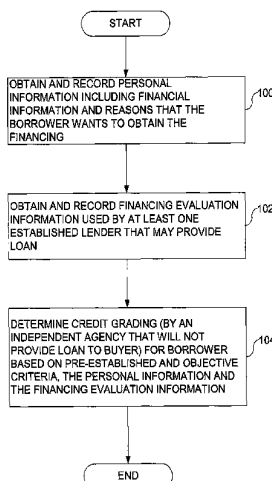 START
OBTAIN AND RECORD PERSONAL
INFORMATION INCLUDING FINANCIAL
INFORMATION AND REASONS THAT THE
BORROWER WANTS TO OBTAIN THE
FINANCING
100
OBTAIN AND RECORD FINANCING EVALUATION
INFORMATION USED BY AT LEAST ONE
ESTABLISHED LENDER THAT MAY PROVIDE
LOAN
102
DETERMINE CREDIT GRADING (BY AN
INDEPENDENT AGENCY THAT WILL NOT
PROVIDE LOAN TO BUYER) FOR BORROWER
BASED ON PRE-ESTABLISHED AND OBJECTIVE
CRITERIA, THE PERSONAL INFORMATION AND
THE FINANCING EVALUATION INFORMATION
104
END